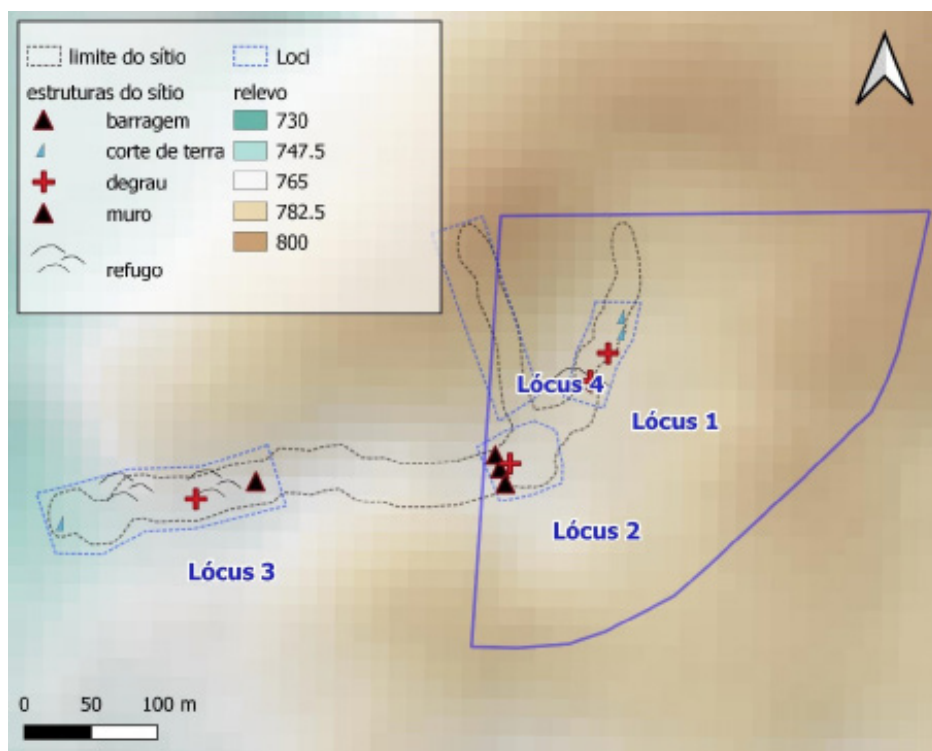 limite do sítio
Loci
estruturas do sítio
relevo
barragem
730
corte de terra
747.5
degrau
765
muro
782.5
800
refugo
Lócus 4
Lócus 1
Lócus 2
Lócus 3
0 50 100 m